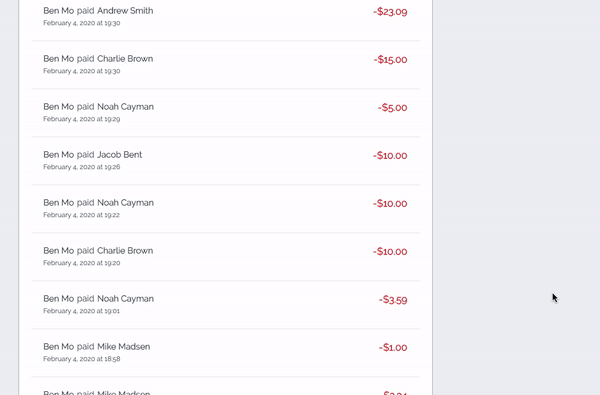 Ben Mo paid Andrew Smith
-$23.09
February 4, 2020 at 19:30
Ben Mo paid Charlie Brown
-$15.00
February 4, 2020 at 19:30
Ben Mo paid Noah Cayman
-$5.00
February 4, 2020 at 19:29
Ben Mo paid Jacob Bent
-$10.00
February 4, 2020 at 19:26
Ben Mo paid Noah Cayman
-$10.00
February 4, 2020 at 19:22
Ben Mo paid Charlie Brown
-$10.00
February 4, 2020 at 19:20
Ben Mo paid Noah Cayman
-$3.59
February 4, 2020 at 19:01
Ben Mo paid Mike Madsen
-$1.00
February 4, 2020 at 18:58
Ben Mo paid Mike Madsen